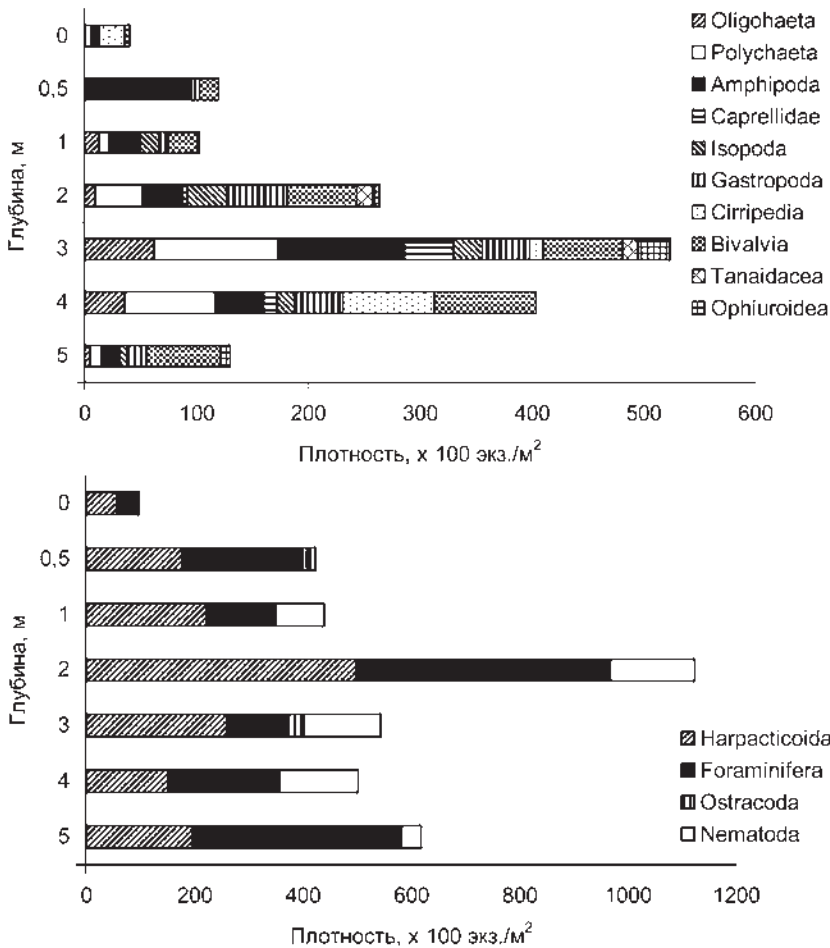 Глубина, м
0
0,5
1
2
3
4
5
0 100 200 300 400 500 600
Плотность, х 100 экз./м²
Oligohaeta
Polychaeta
Amphipoda
Caprellidae
Isopoda
Gastropoda
Cirripedia
Bivalvia
Tanaidacea
Ophiuroidea
Глубина, м
0
0,5
1
2
3
4
5
0 200 400 600 800 1000 1200
Плотность, х 100 экз./м²
Harpacticoida
Foraminifera
Ostracoda
Nematoda